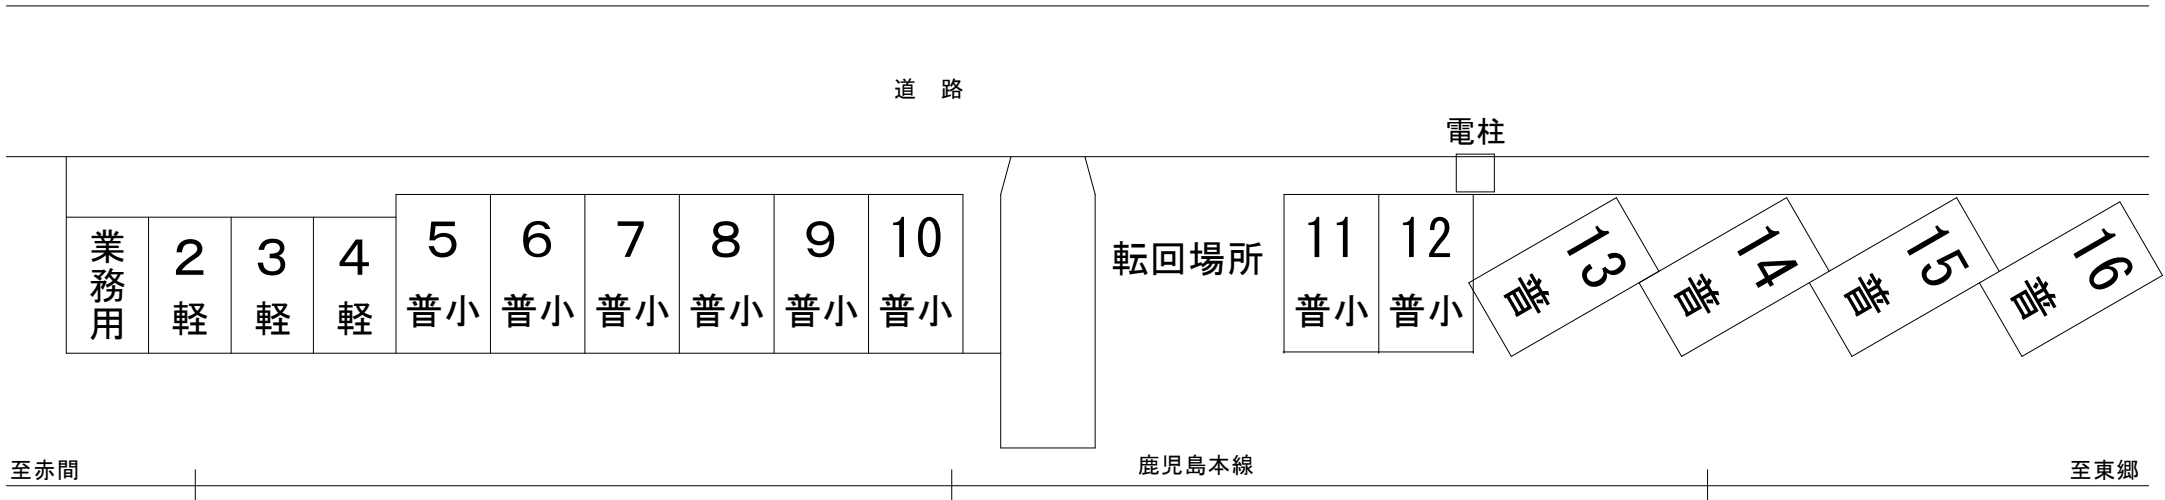 道 路
電柱
業務用
2
軽
3
軽
4
軽
5
普小
6
普小
7
普小
8
普小
9
普小
10
普小
転回場所
11
普小
12
普小
13
普
14
普
15
普
16
普
至赤間
鹿児島本線
至東郷